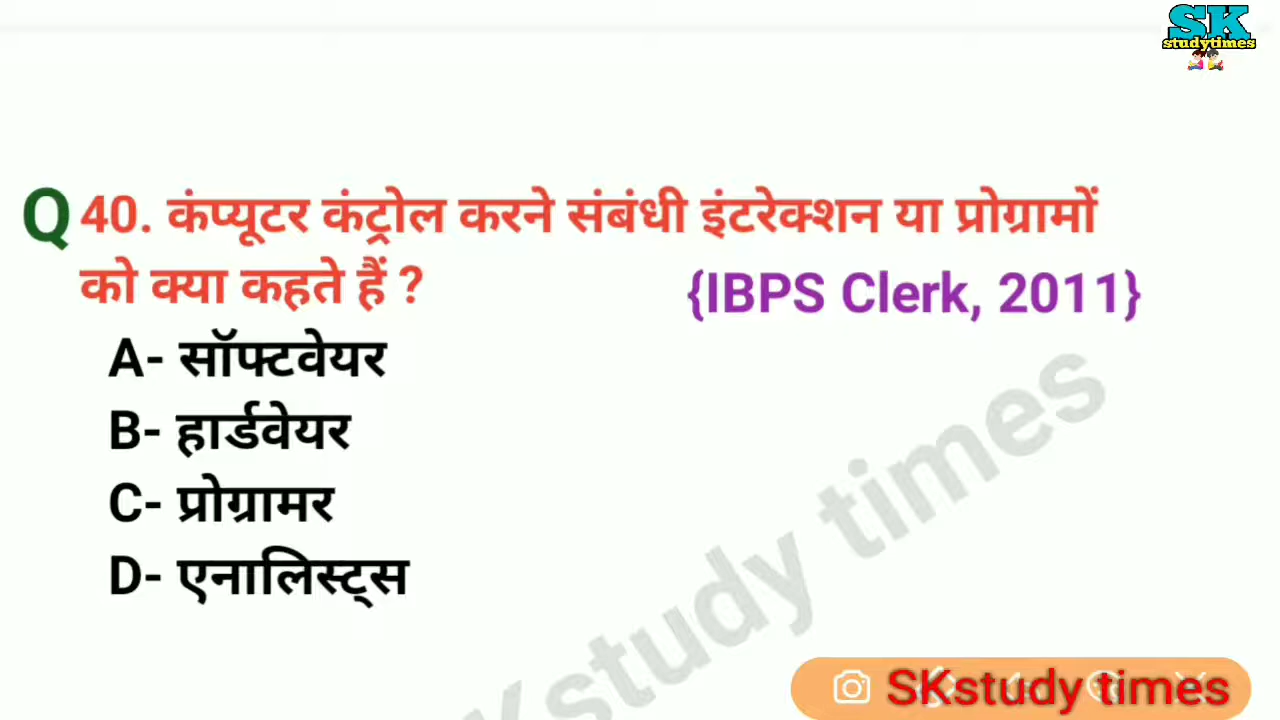 SK
studytimes
Q 40. कंप्यूटर कंट्रोल करने संबंधी इंटरेक्शन या प्रोग्रामों
को क्या कहते हैं ? {IBPS Clerk, 2011}
A- सॉफ्टवेयर
B- हार्डवेयर
C- प्रोग्रामर
D- एनालिस्ट्स
Kstudy times
SKstudy times